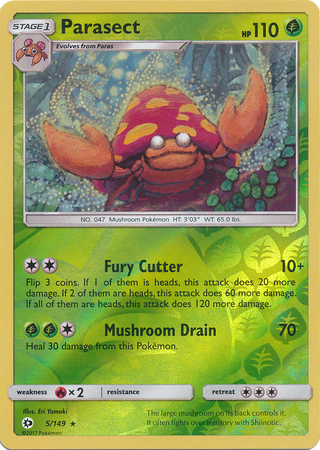 STAGE 1
Parasect
HP 110
Evolves from Paras
NO. 047 Mushroom Pokémon HT: 3'03" WT: 65.0 lbs.
Fury Cutter 10+
Flip 3 coins. If 1 of them is heads, this attack does 20 more
damage. If 2 of them are heads, this attack does 60 more damage.
If all of them are heads, this attack does 120 more damage.
Mushroom Drain 70
Heal 30 damage from this Pokémon.
weakness ×2 resistance retreat
Illus. Eri Yamaki
5/149 ★
©2017 Pokémon
The large mushroom on its back controls it.
It often fights over territory with Shiinotic.